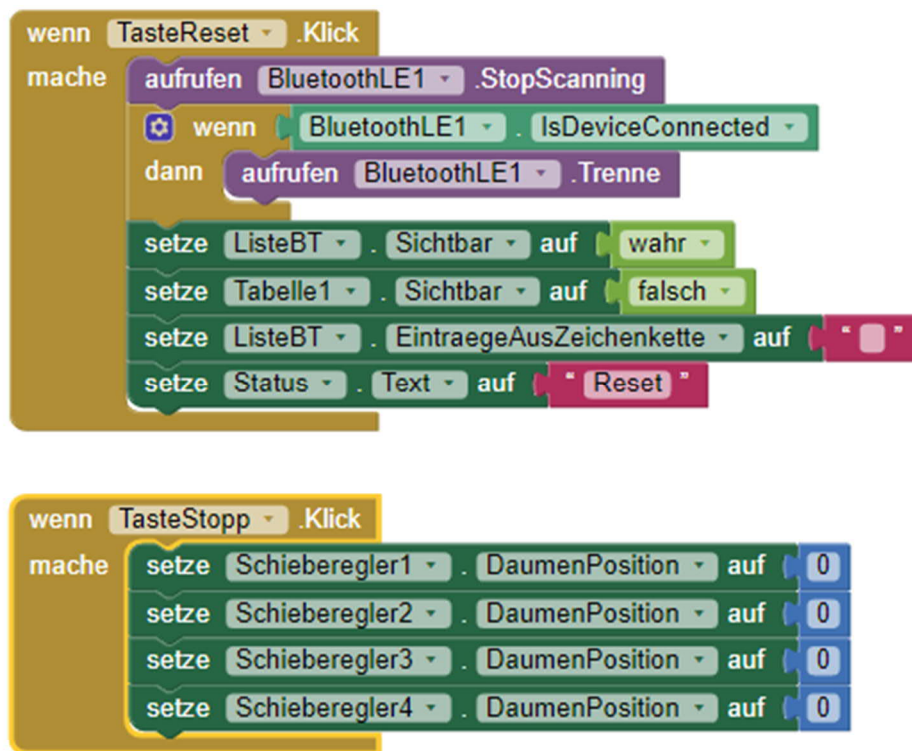 wenn TasteReset .Klick
mache aufrufen BluetoothLE1 .StopScanning
wenn BluetoothLE1 . IsDeviceConnected
dann aufrufen BluetoothLE1 .Trenne
setze ListeBT . Sichtbar auf wahr
setze Tabelle1 . Sichtbar auf falsch
setze ListeBT . EintraegeAusZeichenkette auf “ ”
setze Status . Text auf “ Reset ”
wenn TasteStopp .Klick
mache setze Schieberegler1 . DaumenPosition auf 0
setze Schieberegler2 . DaumenPosition auf 0
setze Schieberegler3 . DaumenPosition auf 0
setze Schieberegler4 . DaumenPosition auf 0